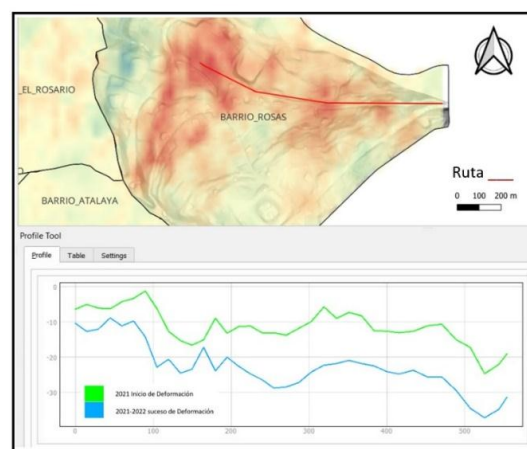 _EL_ROSARIO
BARRIO_ROSAS
BARRIO_ATALAYA
Ruta
0 100 200 m
Profile Tool
Profile Table Settings
0
-10
-20
-30
2021 Inicio de Deformación
2021-2022 suceso de Deformación
0 100 200 300 400 500